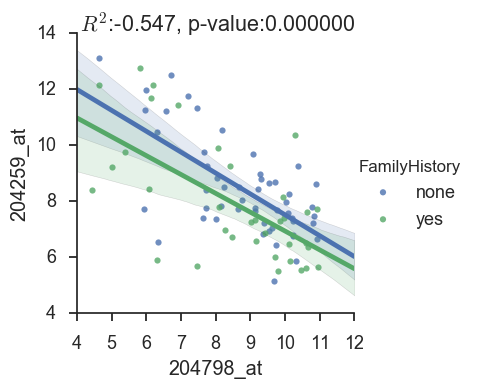 R²:-0.547, p-value:0.000000
14
12
10
8
6
4
204259_at
4 5 6 7 8 9 10 11 12
204798_at
FamilyHistory
none
yes